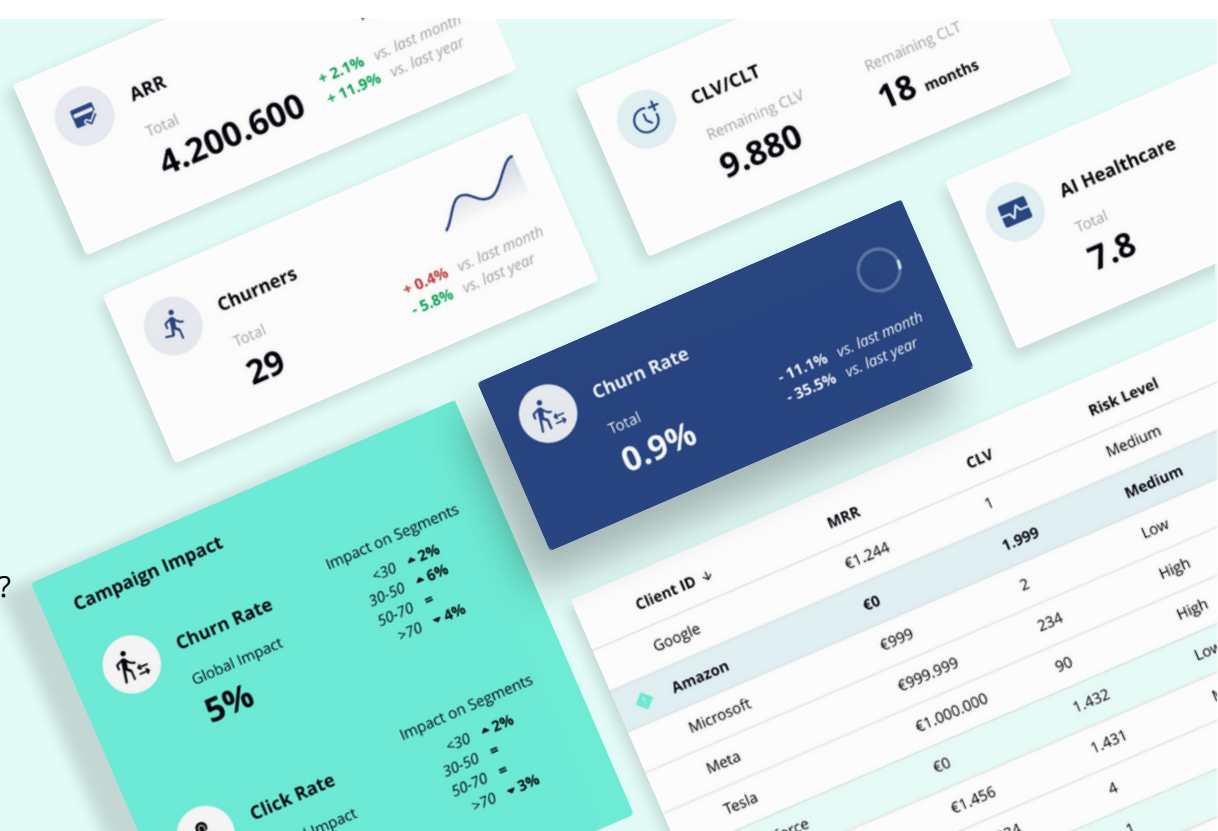 ARR
Total
4.200.600
+ 2.1% vs. last month
+ 11.9% vs. last year
CLV/CLT
Remaining CLV
9.880
Remaining CLT
18 months
Churners
Total
29
+ 0.4% vs. last month
- 5.8% vs. last year
AI Healthcare
Total
7.8
Churn Rate
Total
0.9%
- 11.1% vs. last month
- 35.5% vs. last year
?
Campaign Impact
Churn Rate
Global Impact
5%
Impact on Segments
<30 2%
30-50 6%
50-70 =
>70 4%
Click Rate
Impact
Impact on Segments
<30 2%
30-50 =
50-70 =
>70 3%
Client ID MRR CLV Risk Level
Google €1.244 1 Medium
Amazon €0 1.999 Medium
Microsoft €999 2 Low
Meta €999.999 234 High
Tesla €1.000.000 90 High
€0 1.432 Low
€1.456 1.431
4
1